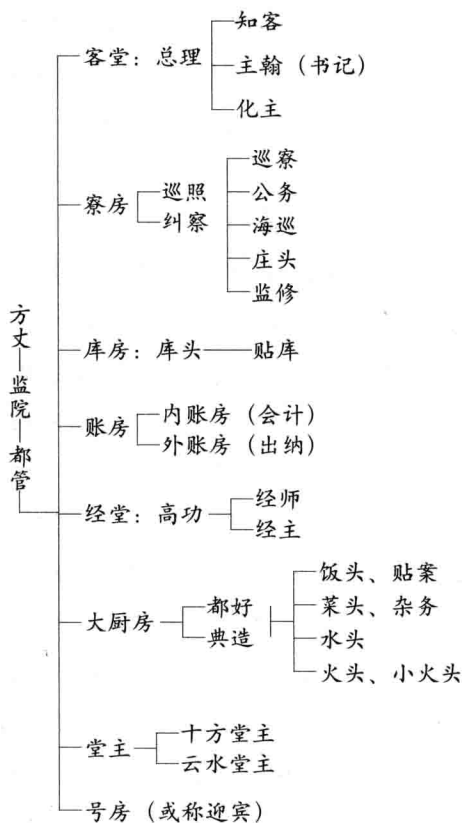 方丈—监院—都管
客堂：总理
知客
主翰（书记）
化主
寮房
巡照
纠察
巡寮
公务
海巡
庄头
监修
库房：库头——贴库
账房
内账房（会计）
外账房（出纳）
经堂：高功
经师
经主
大厨房
都好
典造
饭头、贴案
菜头、杂务
水头
火头、小火头
堂主
十方堂主
云水堂主
号房（或称迎宾）